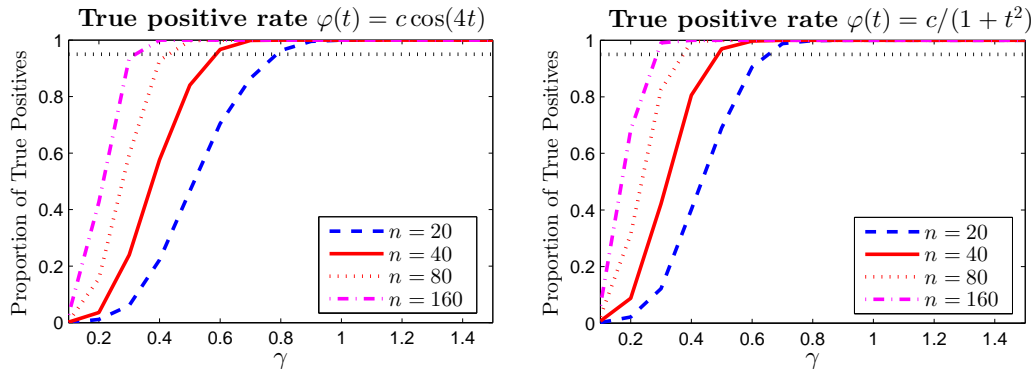 True positive rate φ(t) = c cos(4t)
Proportion of True Positives
1
0.8
0.6
0.4
0.2
0
0.2 0.4 0.6 0.8 1 1.2 1.4
γ
n = 20
n = 40
n = 80
n = 160
True positive rate φ(t) = c/(1 + t²)
Proportion of True Positives
1
0.8
0.6
0.4
0.2
0
0.2 0.4 0.6 0.8 1 1.2 1.4
γ
n = 20
n = 40
n = 80
n = 160